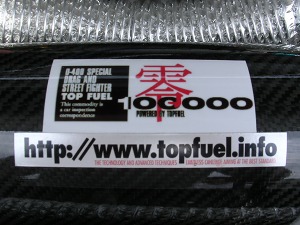 0-400 SPECIAL
DRAG AND
STREET FIGHTER
TOP FUEL
This commodity is
a car inspection
correspondence
零
100000
POWERED BY TOPFUEL
http://www.topfuel.info
THE TECHNOLOGY AND ADVANCED TECHNIQUES